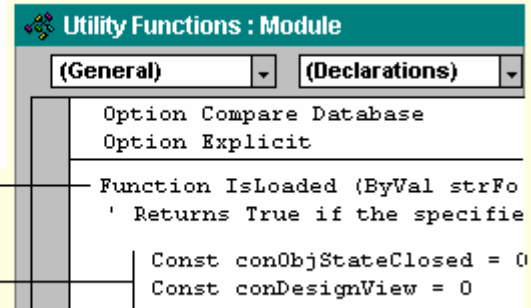 Utility Functions : Module
(General) (Declarations)
Option Compare Database
Option Explicit
Function IsLoaded (ByVal strFo
' Returns True if the specifie
Const conObjStateClosed = 0
Const conDesignView = 0